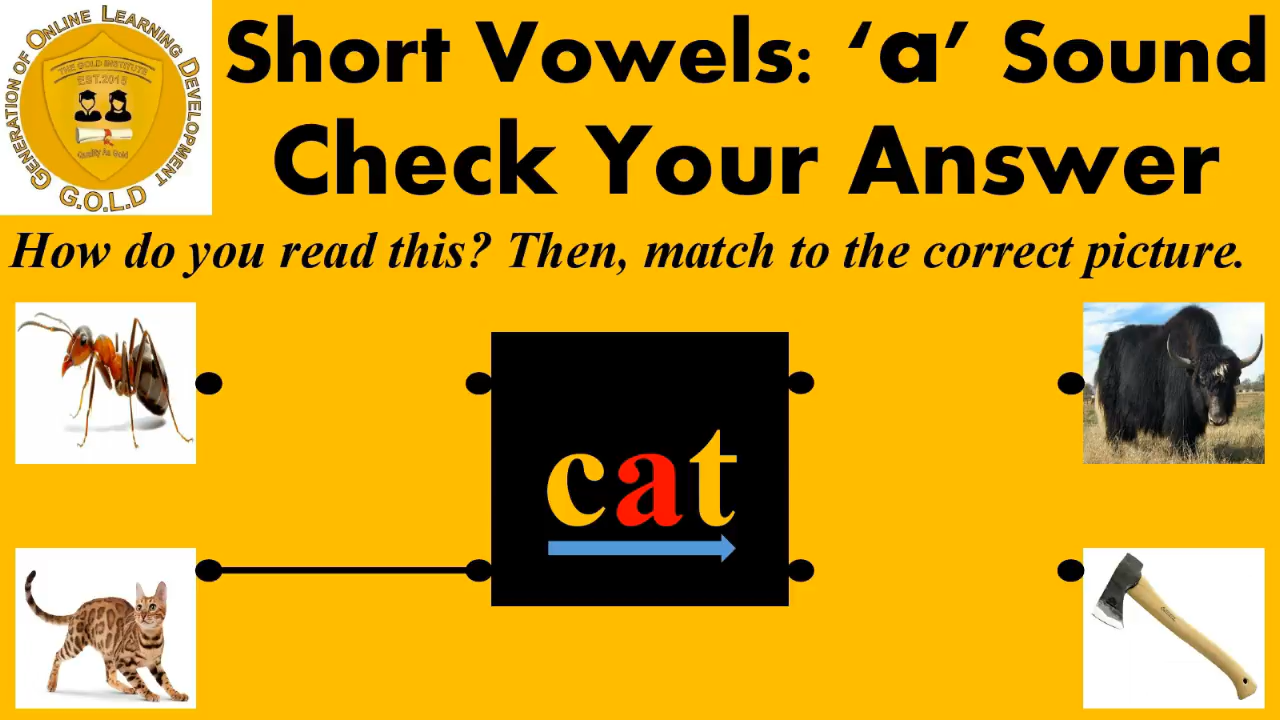 GENERATION OF ONLINE LEARNING DEVELOPMENT
THE GOLD INSTITUTE
EST.2015
Quality As Gold
G.O.L.D
Short Vowels: ‘a’ Sound
Check Your Answer
How do you read this? Then, match to the correct picture.
cat